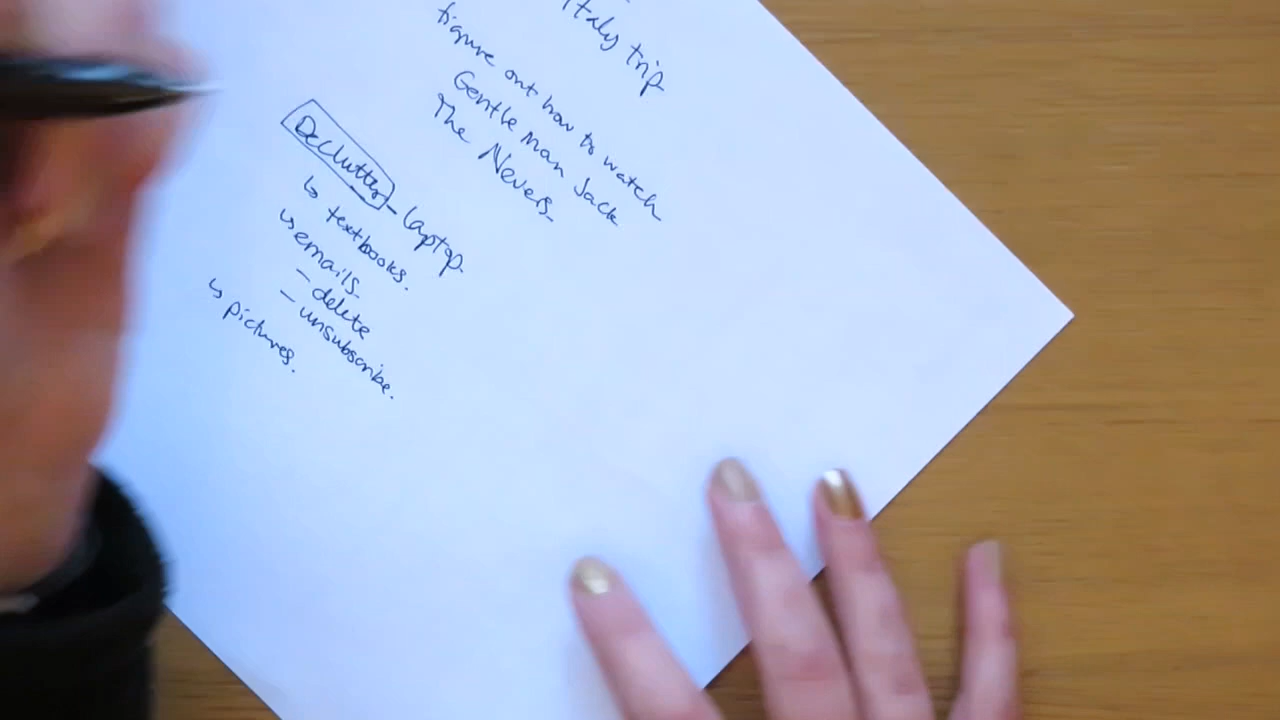 Italy trip
figure out how to watch
Gentleman Jack
The Nevers
Declutter - laptop.
↳ textbooks.
↳ emails
- delete
- unsubscribe.
↳ pictures.